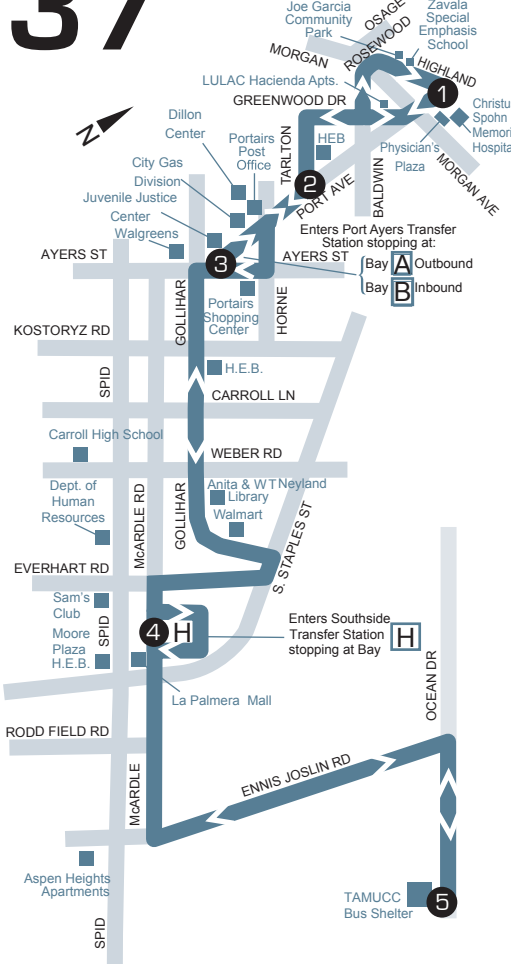 37
Joe Garcia
Community
Park
OSAGE
ROSEWOOD
Zavala
Special
Emphasis
School
MORGAN
HIGHLAND
LULAC Hacienda Apts.
1
GREENWOOD DR
Christu
Spohn
Memori
Hospita
Dillon
Center
TARLTON
HEB
Physician's
Plaza
MORGAN AVE
N
Portairs
Post
Office
City Gas
Division
2
PORT AVE
BALDWIN
Juvenile Justice
Center
Walgreens
Enters Port Ayers Transfer
Station stopping at:
AYERS ST
3
AYERS ST
Bay A Outbound
Bay B Inbound
GOLLIHAR
Portairs
Shopping
Center
HORNE
KOSTORYZ RD
SPID
H.E.B.
CARROLL LN
Carroll High School
WEBER RD
Dept. of
Human
Resources
McARDLE RD
GOLLIHAR
Anita & W T Neyland
Library
Walmart
S. STAPLES ST
EVERHART RD
Sam's
Club
SPID
Moore
Plaza
H.E.B.
4
H
Enters Southside
Transfer Station
stopping at Bay H
La Palmera Mall
OCEAN DR
RODD FIELD RD
McARDLE
ENNIS JOSLIN RD
Aspen Heights
Apartments
SPID
TAMUCC
Bus Shelter
5